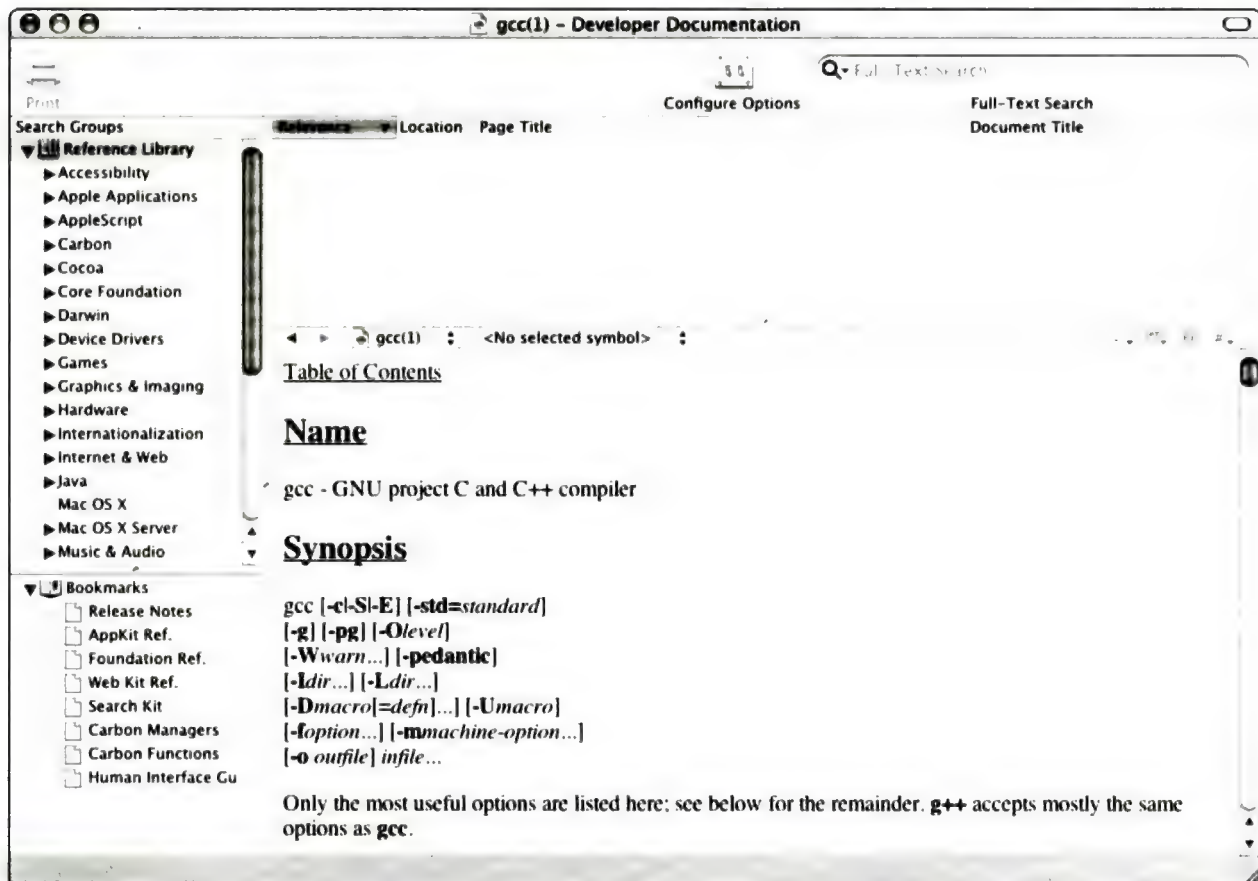 gcc(1) – Developer Documentation
Print
Configure Options
Full-Text Search
Full-Text Search
Search Groups
Relevance Location Page Title
Document Title
Reference Library
Accessibility
Apple Applications
AppleScript
Carbon
Cocoa
Core Foundation
Darwin
Device Drivers
Games
Graphics & Imaging
Hardware
Internationalization
Internet & Web
Java
Mac OS X
Mac OS X Server
Music & Audio
Bookmarks
Release Notes
AppKit Ref.
Foundation Ref.
Web Kit Ref.
Search Kit
Carbon Managers
Carbon Functions
Human Interface Gu
gcc(1) <No selected symbol>
Table of Contents
Name
gcc - GNU project C and C++ compiler
Synopsis
gcc [-c|-S|-E] [-std=standard]
[-g] [-pg] [-Olevel]
[-Wwarn...] [-pedantic]
[-Idir...] [-Ldir...]
[-Dmacro[=defn]...] [-Umacro]
[-foption...] [-mmachine-option...]
[-o outfile] infile...
Only the most useful options are listed here; see below for the remainder. g++ accepts mostly the same
options as gcc.